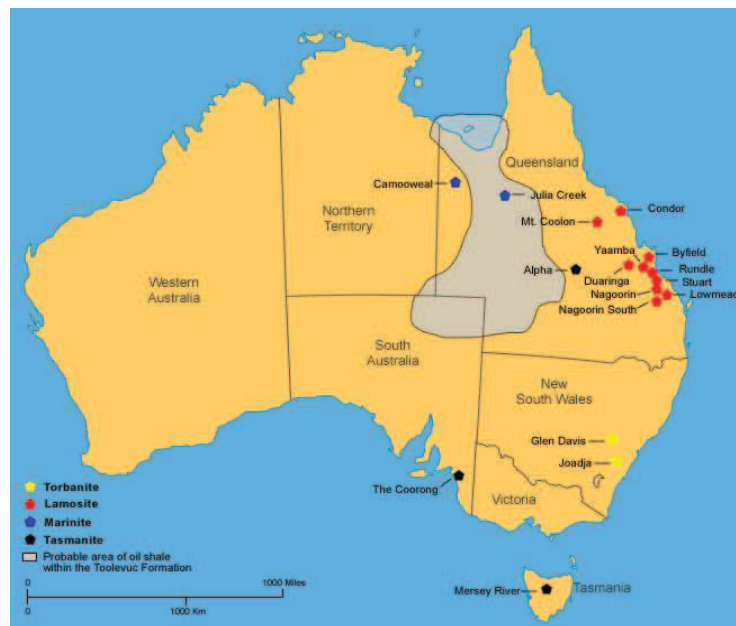 Queensland
Camooweal
Julia Creek
Northern
Territory
Mt. Coolon
Condor
Yaamba
Byfield
Alpha
Duaringa
Rundle
Stuart
Nagoorin
Lowmead
Nagoorin South
Western
Australia
South
Australia
New
South Wales
Glen Davis
Joadja
The Coorong
Victoria
Torbanite
Lamosite
Marinite
Tasmanite
Probable area of oil shale
within the Toolevuc Formation
0 1000 Miles
0 1000 Km
Mersey River
Tasmania